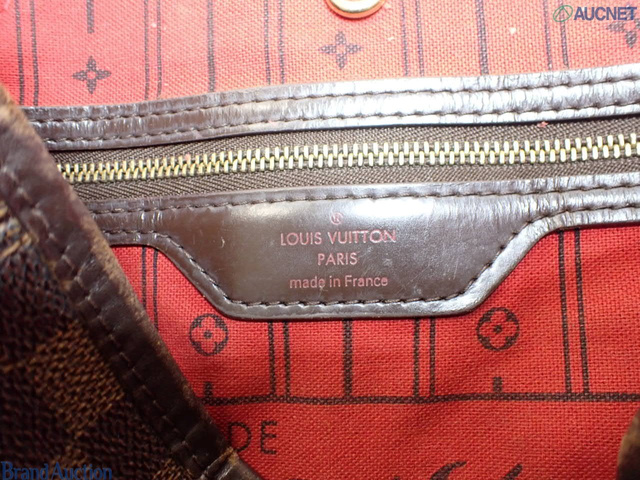 AUCNET
LOUIS VUITTON
PARIS
made in France
DE
Brand Auction